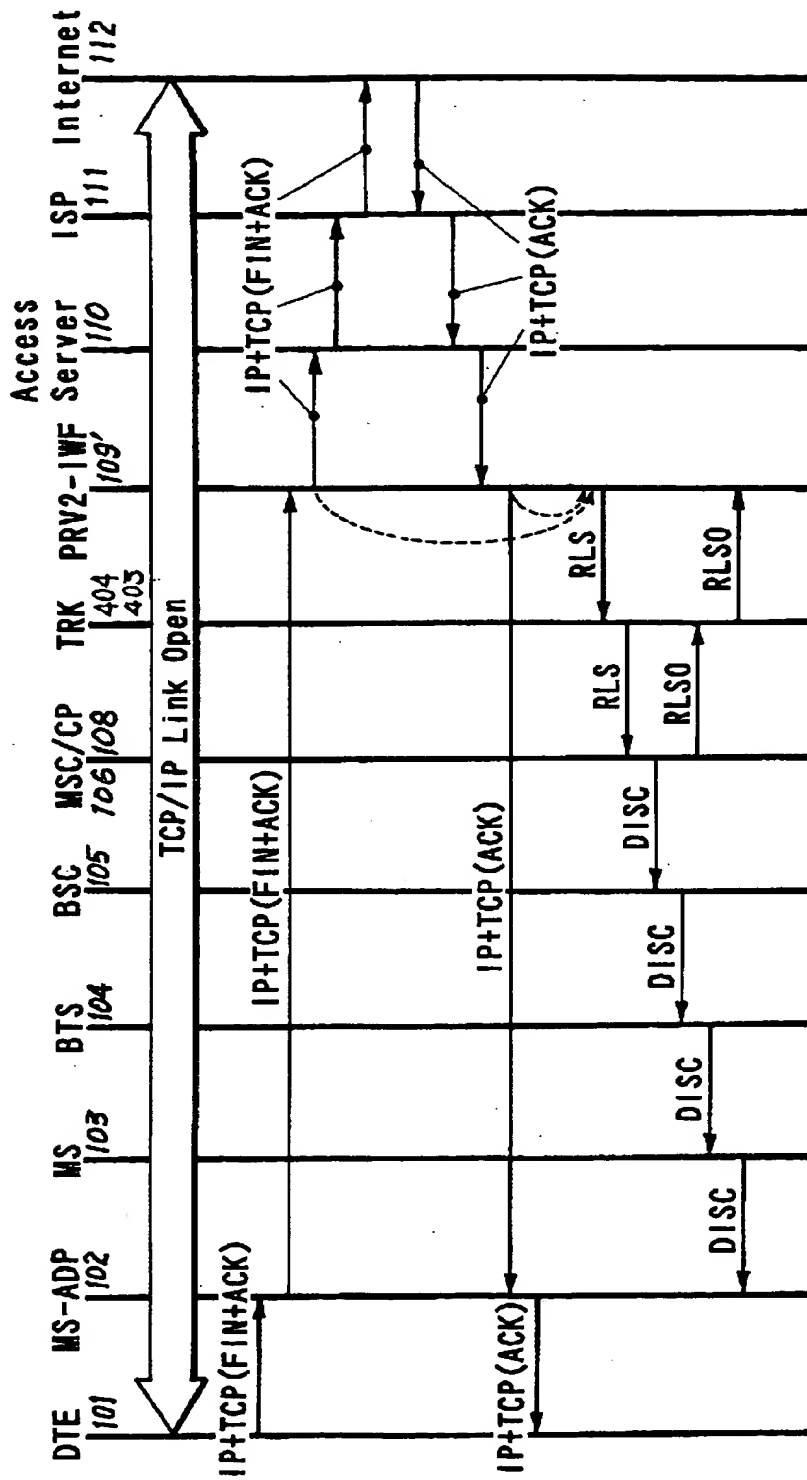 DTE
101
MS-ADP
102
MS
103
BTS
104
BSC
105
MSC/CP
106 108
TRK
404
403
PRV2-IWF
109'
Access
Server
110
ISP
111
Internet
112
TCP/IP Link Open
IP+TCP(FIN+ACK)
IP+TCP(FIN+ACK)
IP+TCP(FIN+ACK)
IP+TCP(ACK)
IP+TCP(ACK)
IP+TCP(ACK)
RLS
RLS
DISC
DISC
RLSO
DISC
RLSO
DISC